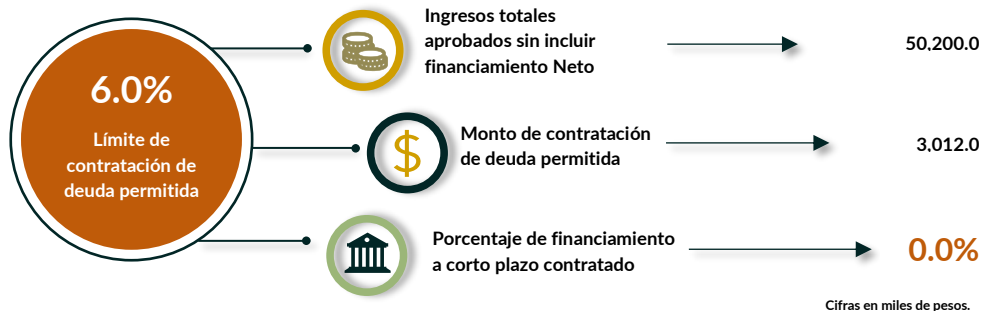 6.0%
Límite de
contratación de
deuda permitida
Ingresos totales
aprobados sin incluir
financiamiento Neto
50,200.0
$
Monto de contratación
de deuda permitida
3,012.0
Porcentaje de financiamiento
a corto plazo contratado
0.0%
Cifras en miles de pesos.